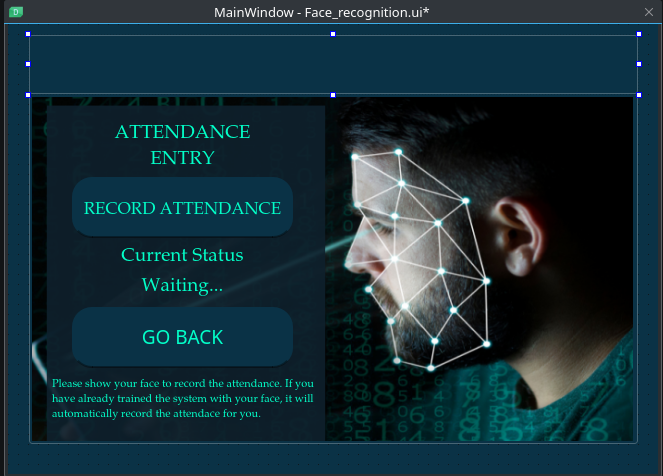 MainWindow - Face_recognition.ui*
ATTENDANCE
ENTRY
RECORD ATTENDANCE
Current Status
Waiting...
GO BACK
Please show your face to record the attendance. If you
have already trained the system with your face, it will
automatically record the attendace for you.